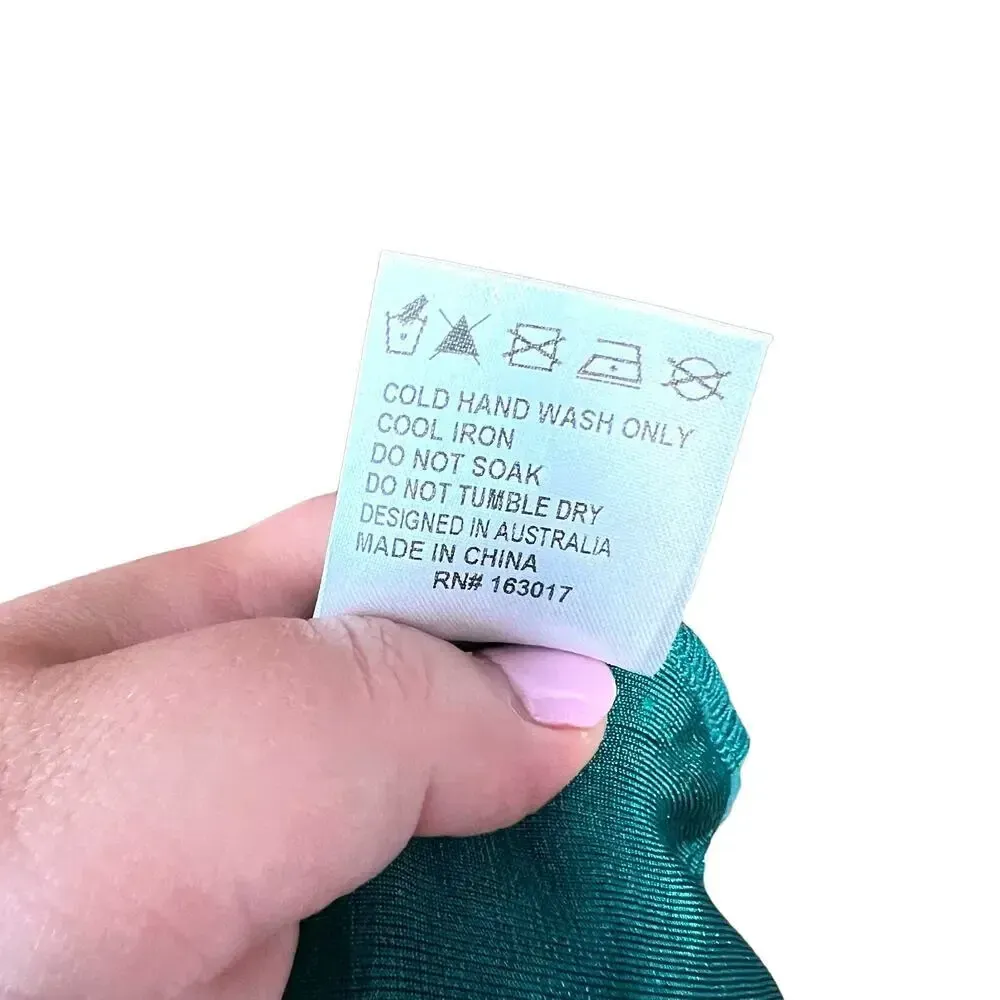 COLD HAND WASH ONLY
COOL IRON
DO NOT SOAK
DO NOT TUMBLE DRY
DESIGNED IN AUSTRALIA
MADE IN CHINA
RN# 163017